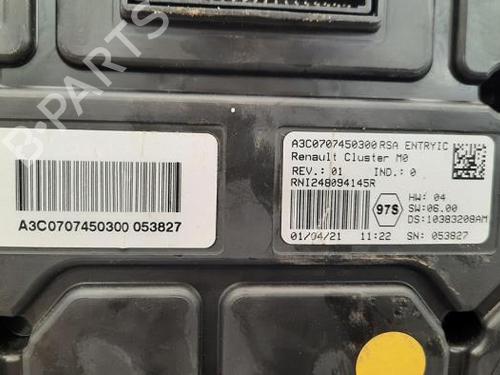 A3C0707450300 053827
A3C0707450300 RSA ENTRYIC
Renault Cluster M0
REV.: 01 IND.: 0
RNI248094145R
97S
HW: 04
SW:06.00
DS:10383208AM
01/04/21 11:22 SN: 053827
B-PARTS